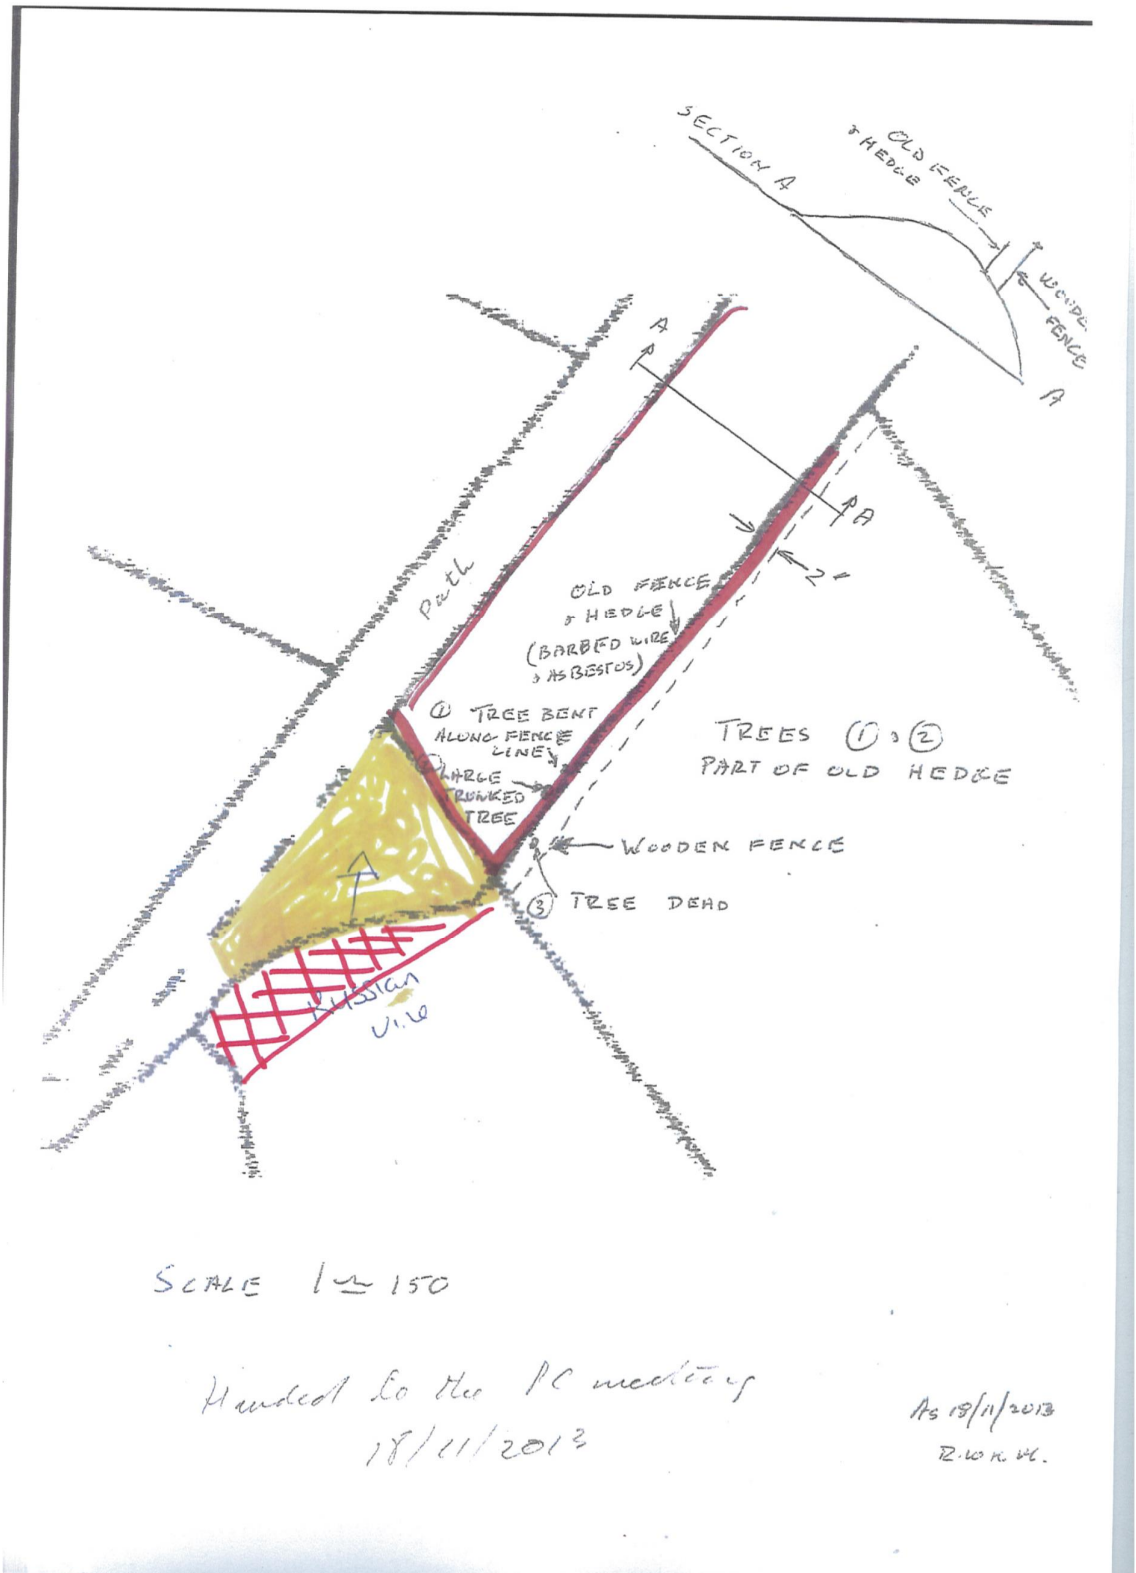 SECTION A
OLD FENCE
& HEDGE
WOODE
FENCE
A
A
A
Path
2"
OLD FENCE
& HEDGE
(BARBED WIRE
& ASBESTOS)
① TREE BENT
ALONG FENCE
LINE
② LARGE
TRUNKED
TREE
TREES ① & ②
PART OF OLD HEDGE
WOODEN FENCE
③ TREE DEAD
Russian
Vine
SCALE 1 ≃ 150
Handed to the PC meeting
18/11/2013
As 18/11/2013